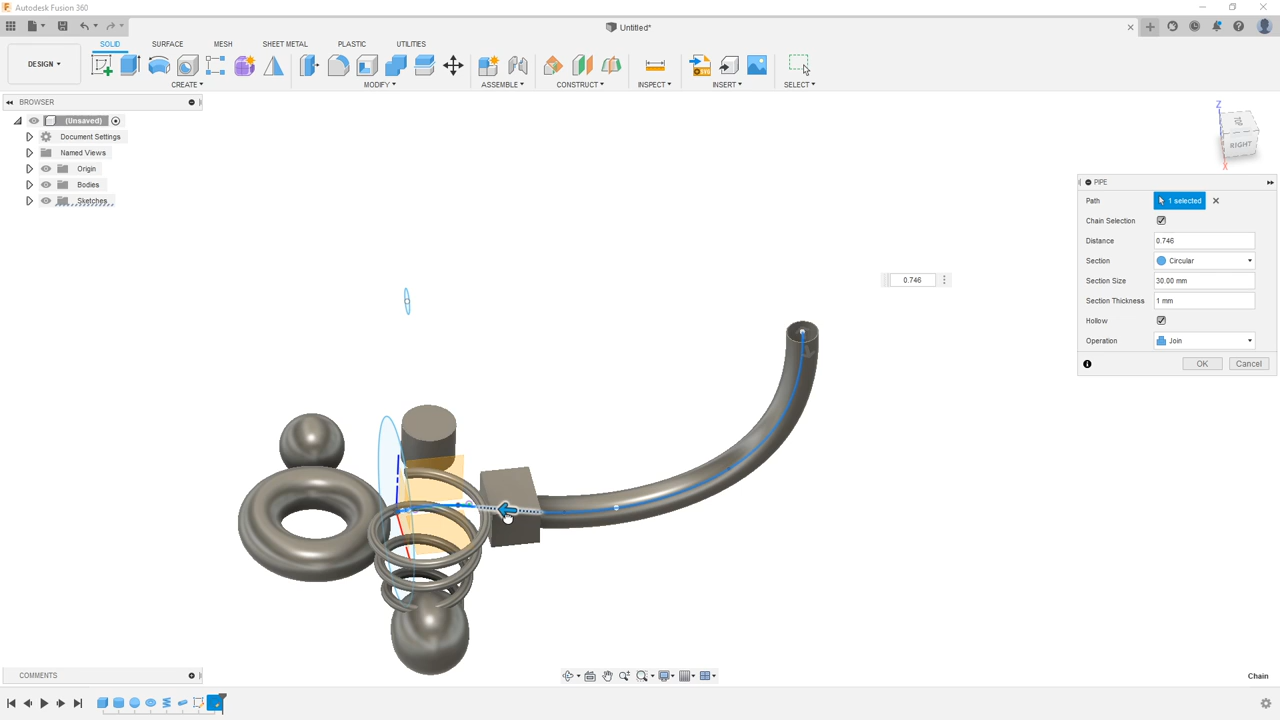 Autodesk Fusion 360
Untitled*
DESIGN
SOLID SURFACE MESH SHEET METAL PLASTIC UTILITIES
CREATE MODIFY ASSEMBLE CONSTRUCT INSPECT INSERT SELECT
BROWSER
(Unsaved)
Document Settings
Named Views
Origin
Bodies
Sketches
Z
TOP
RIGHT
X
PIPE
Path 1 selected
Chain Selection
Distance 0.746
Section Circular
Section Size 30.00 mm
Section Thickness 1 mm
Hollow
Operation Join
OK Cancel
0.746
COMMENTS
Chain